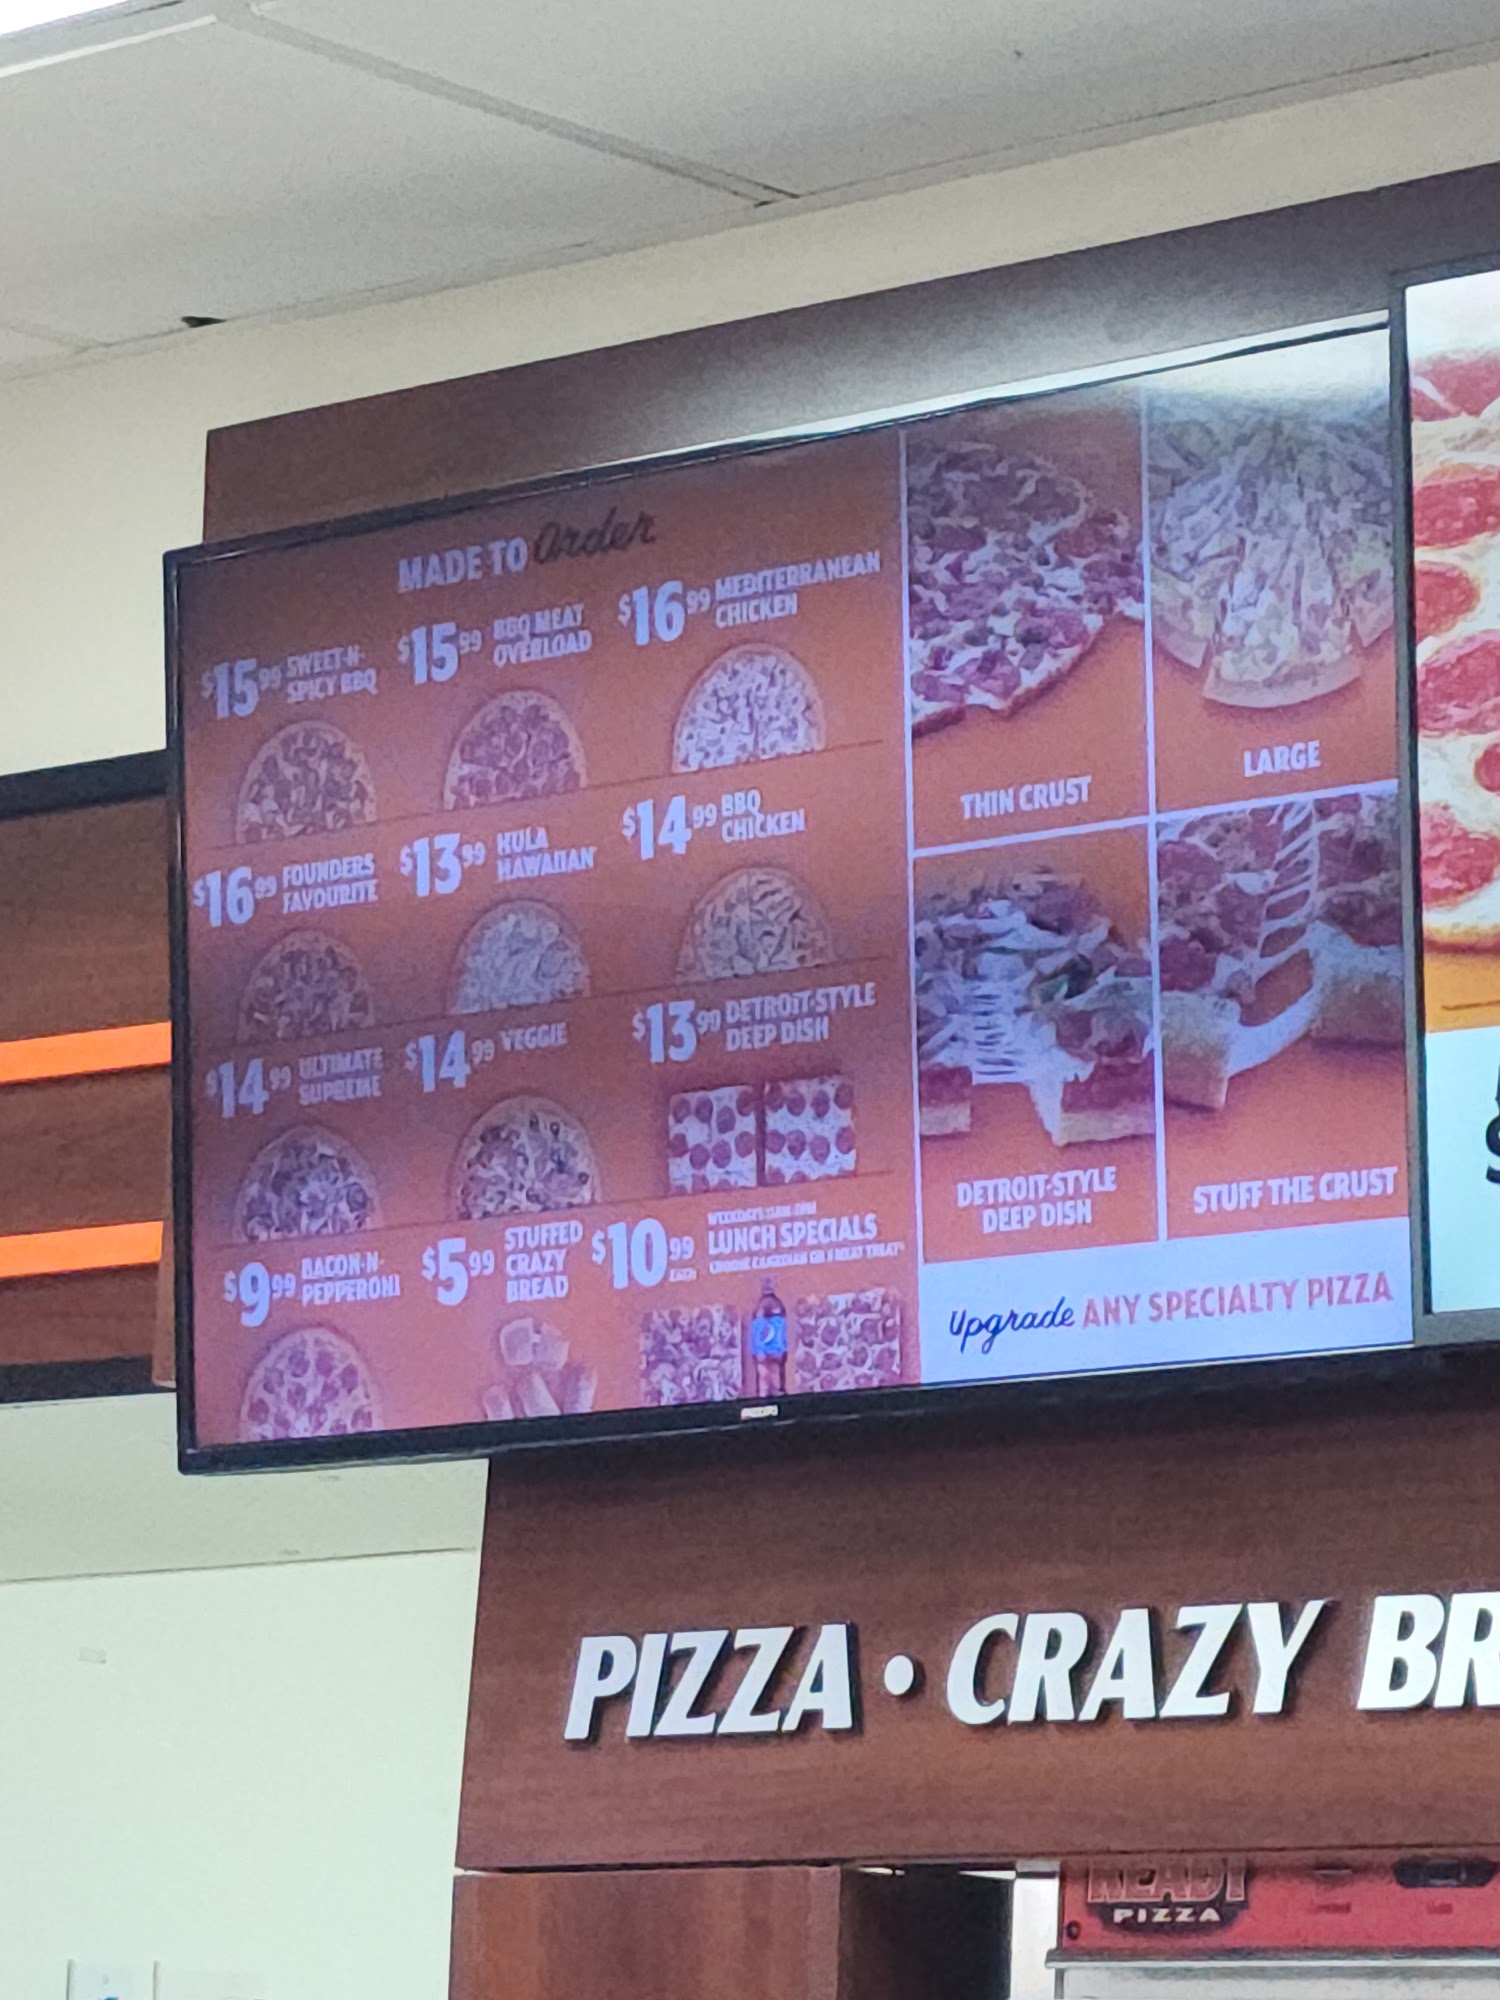 MADE TO Order
$15.99 SWEET-N-
SPICY BBQ
$15.99 BBQ MEAT
OVERLOAD
$16.99 MEDITERRANEAN
CHICKEN
$16.99 FOUNDERS
FAVOURITE
$13.99 HULA
HAWAIIAN
$14.99 BBQ
CHICKEN
$14.99 ULTIMATE
SUPREME
$14.99 VEGGIE
$13.99 DETROIT-STYLE
DEEP DISH
$9.99 BACON-N-
PEPPERONI
$5.99 STUFFED
CRAZY
BREAD
$10.99 EACH
LUNCH SPECIALS
THIN CRUST
LARGE
DETROIT-STYLE
DEEP DISH
STUFF THE CRUST
Upgrade ANY SPECIALTY PIZZA
PHILIPS
PIZZA • CRAZY BR
READY
PIZZA